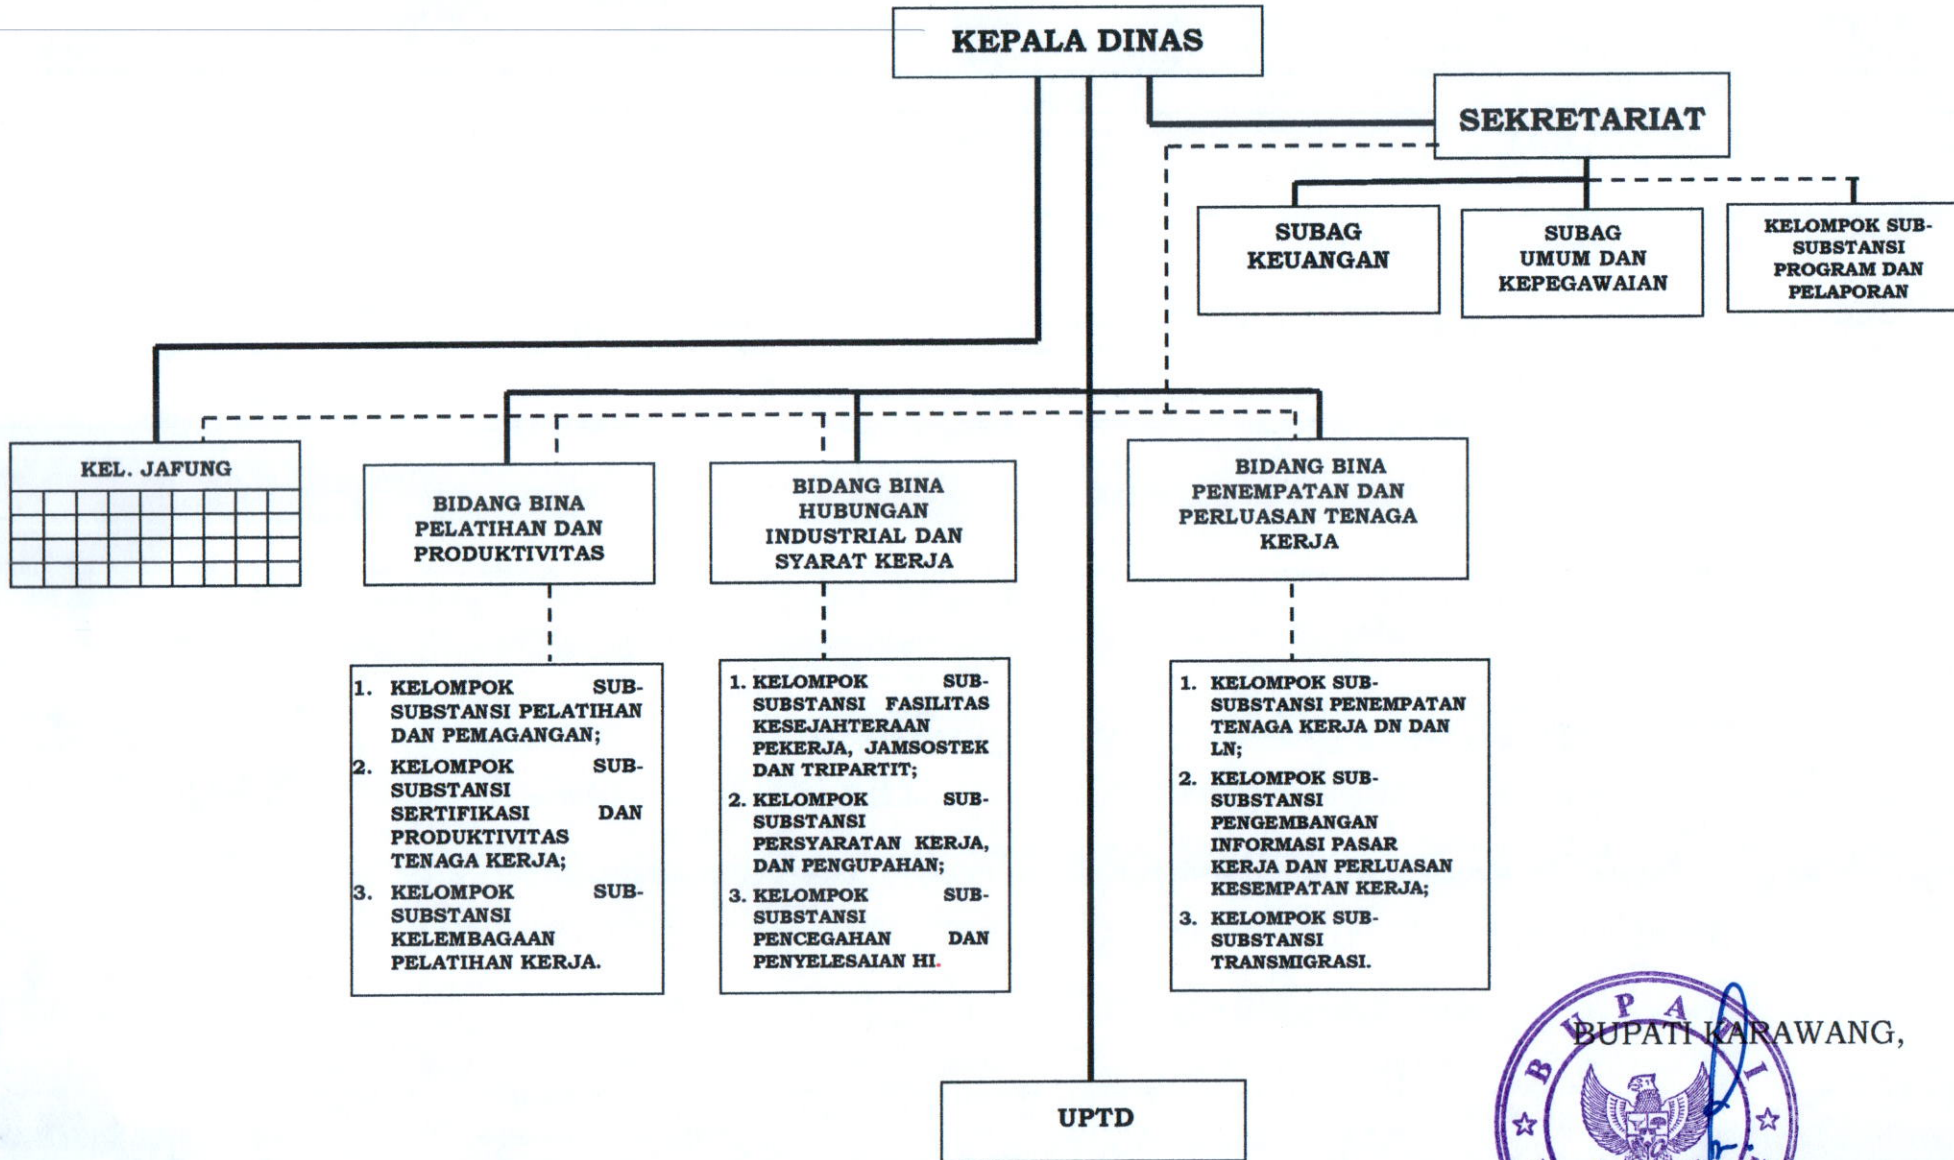 KEPALA DINAS
SEKRETARIAT
SUBAG
KEUANGAN
SUBAG
UMUM DAN
KEPEGAWAIAN
KELOMPOK SUB-
SUBSTANSI
PROGRAM DAN
PELAPORAN
KEL. JAFUNG
BIDANG BINA
PELATIHAN DAN
PRODUKTIVITAS
BIDANG BINA
HUBUNGAN
INDUSTRIAL DAN
SYARAT KERJA
BIDANG BINA
PENEMPATAN DAN
PERLUASAN TENAGA
KERJA
1. KELOMPOK SUB-
SUBSTANSI PELATIHAN
DAN PEMAGANGAN;
2. KELOMPOK SUB-
SUBSTANSI
SERTIFIKASI DAN
PRODUKTIVITAS
TENAGA KERJA;
3. KELOMPOK SUB-
SUBSTANSI
KELEMBAGAAN
PELATIHAN KERJA.
1. KELOMPOK SUB-
SUBSTANSI FASILITAS
KESEJAHTERAAN
PEKERJA, JAMSOSTEK
DAN TRIPARTIT;
2. KELOMPOK SUB-
SUBSTANSI
PERSYARATAN KERJA,
DAN PENGUPAHAN;
3. KELOMPOK SUB-
SUBSTANSI
PENCEGAHAN DAN
PENYELESAIAN HI.
1. KELOMPOK SUB-
SUBSTANSI PENEMPATAN
TENAGA KERJA DN DAN
LN;
2. KELOMPOK SUB-
SUBSTANSI
PENGEMBANGAN
INFORMASI PASAR
KERJA DAN PERLUASAN
KESEMPATAN KERJA;
3. KELOMPOK SUB-
SUBSTANSI
TRANSMIGRASI.
UPTD
BUPATI KARAWANG,
BUPATI